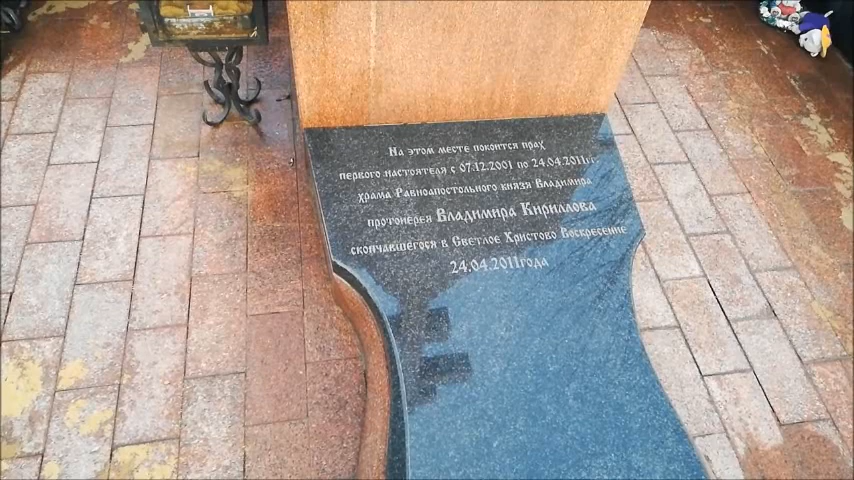 На этом месте покоится прах
первого настоятеля с 07.12.2001 по 24.04.2011 г.
храма Равноапостольного князя Владимира
протоиерея Владимира Кириллова
скончавшегося в Светлое Христово Воскресение
24.04.2011года